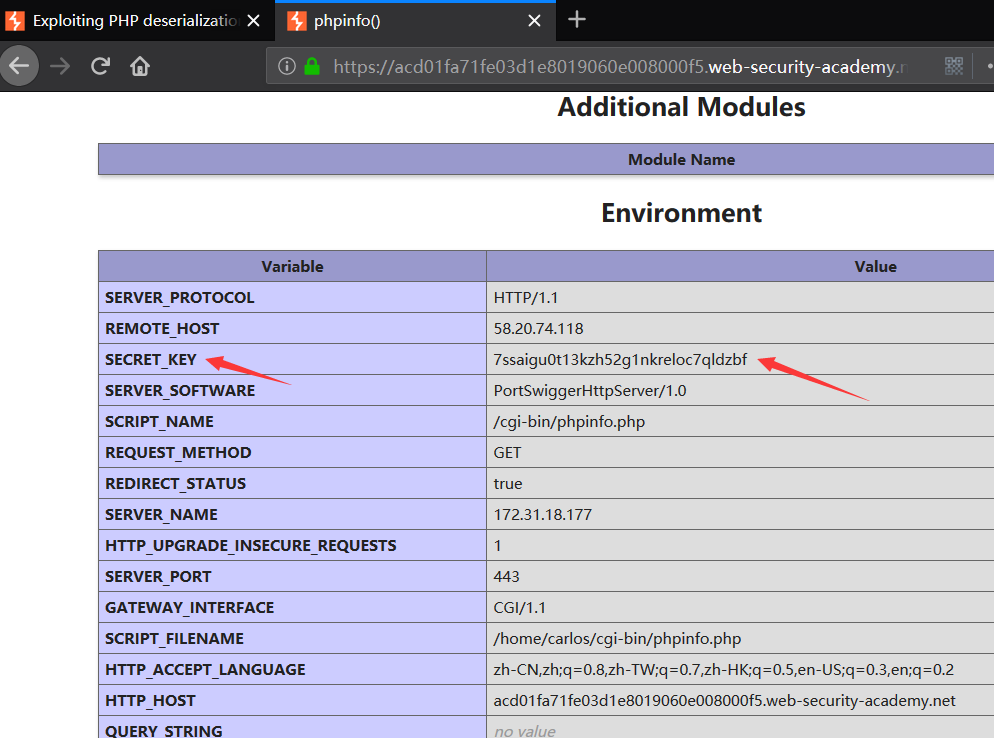 Exploiting PHP deserializatio
phpinfo()
https://acd01fa71fe03d1e8019060e008000f5.web-security-academy.n
Additional Modules
Module Name
Environment
Variable Value
SERVER_PROTOCOL HTTP/1.1
REMOTE_HOST 58.20.74.118
SECRET_KEY 7ssaigu0t13kzh52g1nkreloc7qldzbf
SERVER_SOFTWARE PortSwiggerHttpServer/1.0
SCRIPT_NAME /cgi-bin/phpinfo.php
REQUEST_METHOD GET
REDIRECT_STATUS true
SERVER_NAME 172.31.18.177
HTTP_UPGRADE_INSECURE_REQUESTS 1
SERVER_PORT 443
GATEWAY_INTERFACE CGI/1.1
SCRIPT_FILENAME /home/carlos/cgi-bin/phpinfo.php
HTTP_ACCEPT_LANGUAGE zh-CN,zh;q=0.8,zh-TW;q=0.7,zh-HK;q=0.5,en-US;q=0.3,en;q=0.2
HTTP_HOST acd01fa71fe03d1e8019060e008000f5.web-security-academy.net
QUERY_STRING no value